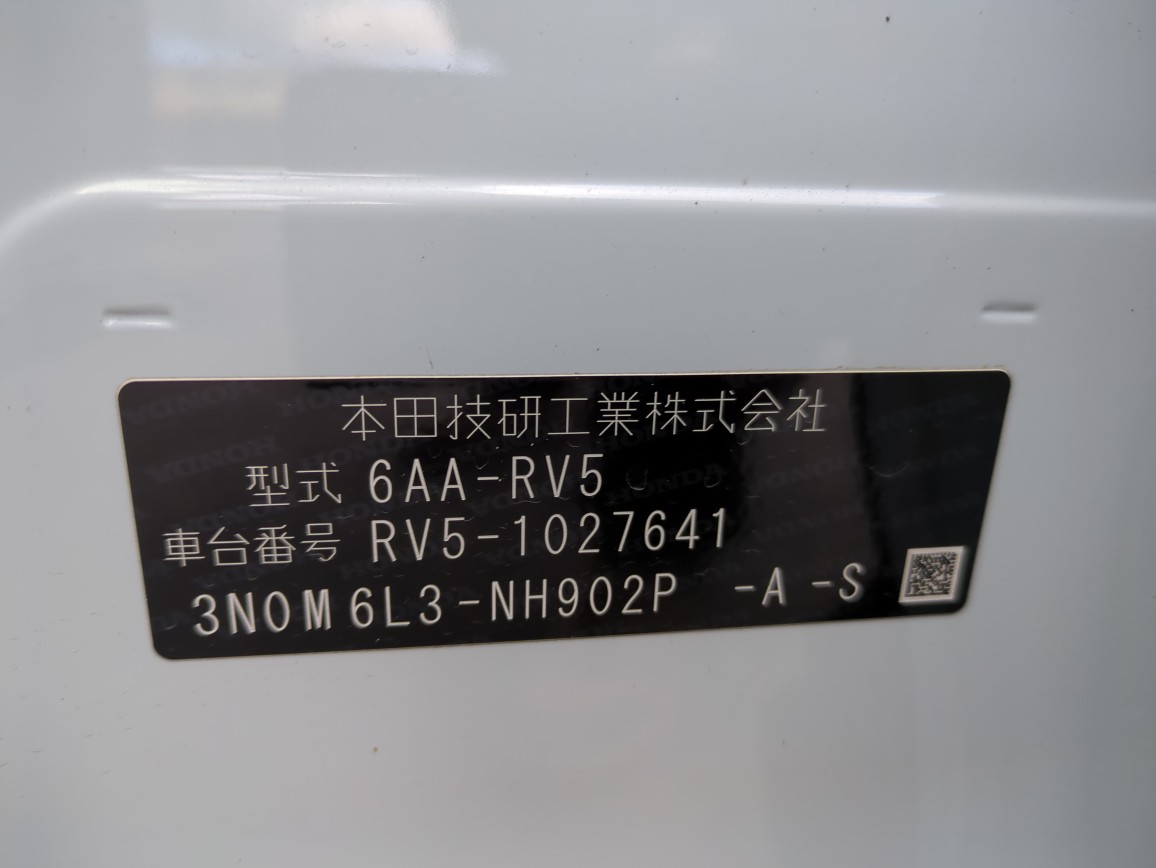 本田技研工業株式会社
型式 6AA-RV5
車台番号 RV5-1027641
3N0M6L3-NH902P -A -S